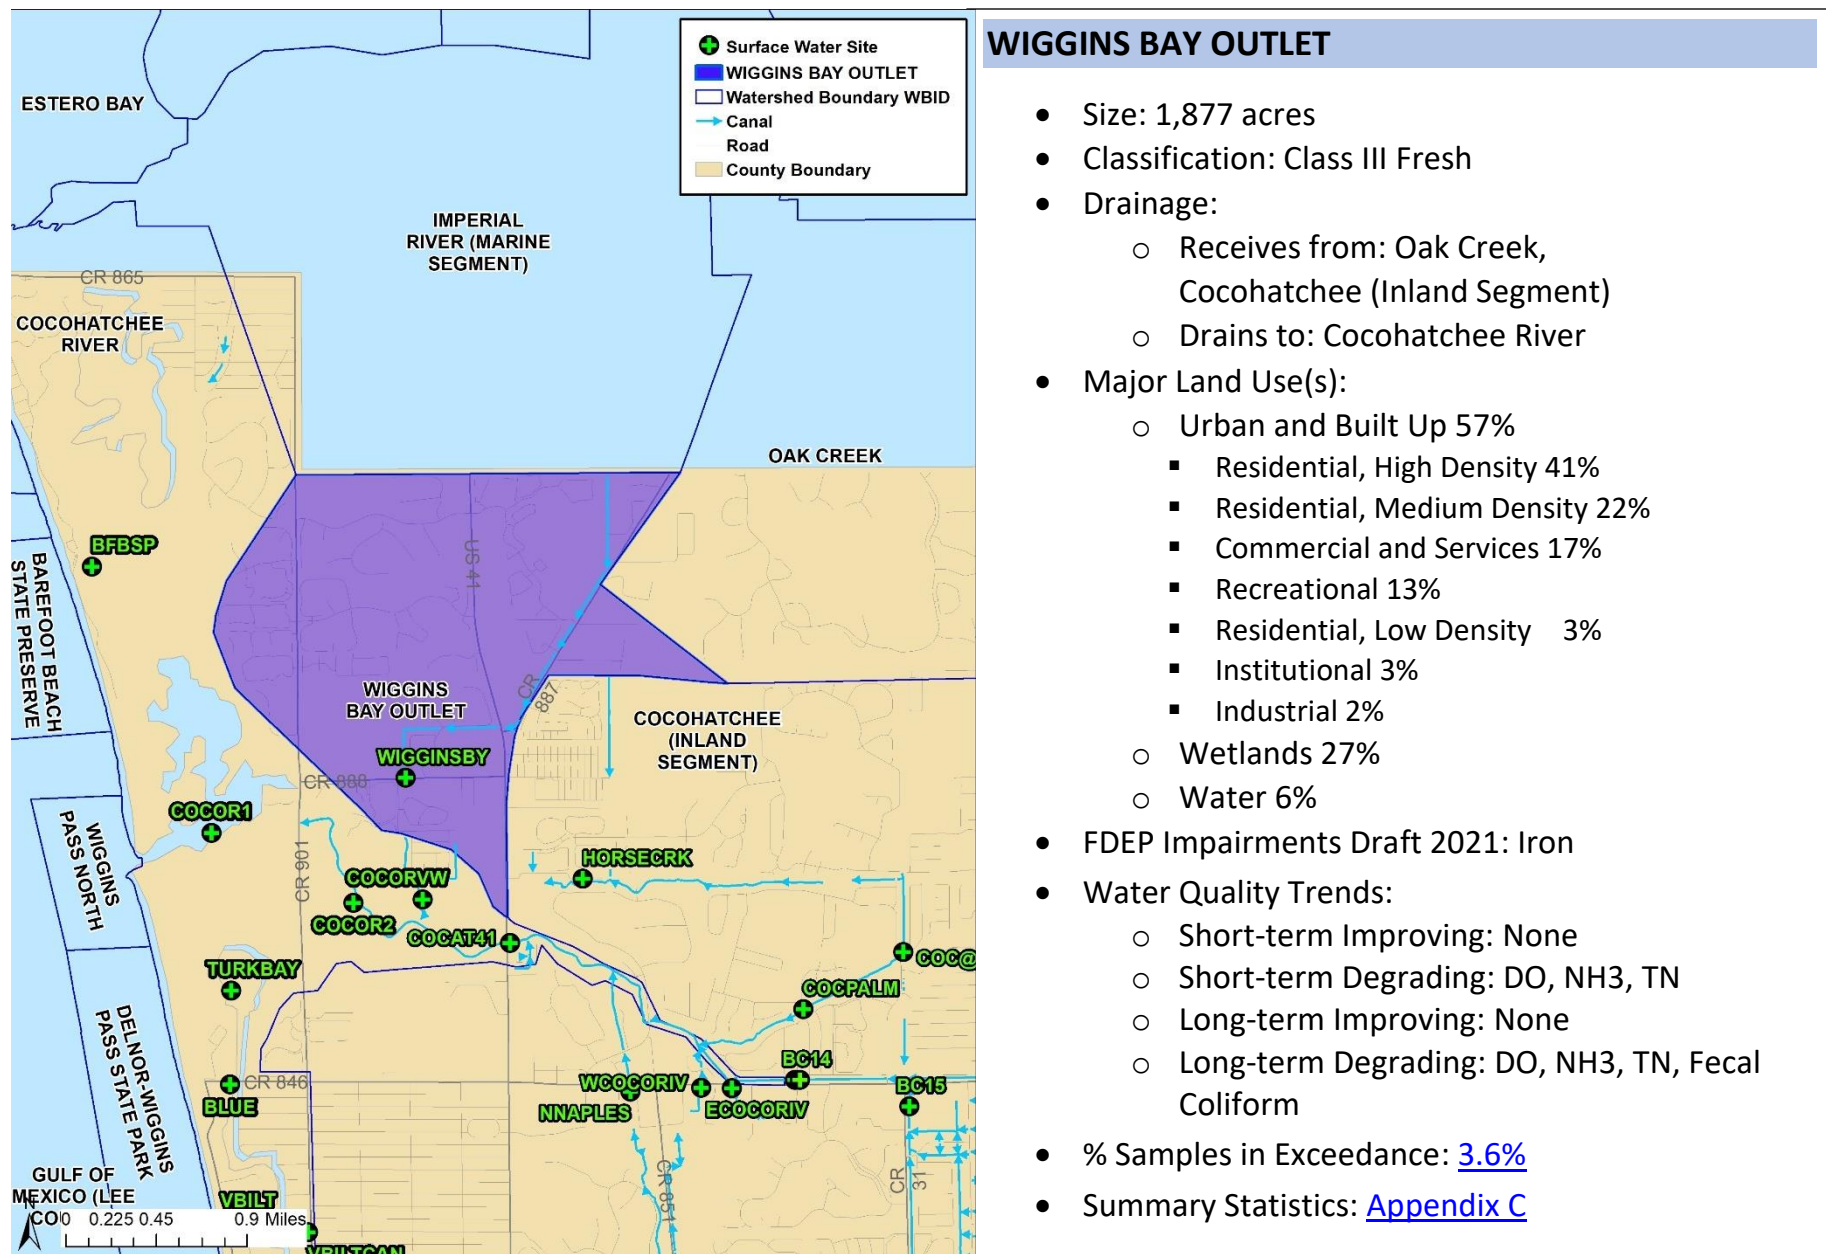 Surface Water Site
WIGGINS BAY OUTLET
Watershed Boundary WBID
Canal
Road
County Boundary
ESTERO BAY
IMPERIAL
RIVER (MARINE
SEGMENT)
CR 865
COCOHATCHEE
RIVER
OAK CREEK
BFBSP
US 41
BAREFOOT BEACH
STATE PRESERVE
CR
887
WIGGINS
BAY OUTLET
COCOHATCHEE
(INLAND
SEGMENT)
WIGGINSBY
CR 888
COCOR1
WIGGINS
PASS NORTH
CR 901
HORSECRK
COCORVW
COCOR2
COCAT41
COC@
TURKBAY
COCPALM
DELNOR-WIGGINS
PASS STATE PARK
BC14
CR 846
WCOCORIV
BC15
BLUE
NNAPLES
ECOCORIV
CR 851
CR
31
GULF OF
MEXICO (LEE
CO
VBILT
N
0 0.225 0.45 0.9 Miles
VBILTCAN
WIGGINS BAY OUTLET
• Size: 1,877 acres
• Classification: Class III Fresh
• Drainage:
o Receives from: Oak Creek,
Cocohatchee (Inland Segment)
o Drains to: Cocohatchee River
• Major Land Use(s):
o Urban and Built Up 57%
▪ Residential, High Density 41%
▪ Residential, Medium Density 22%
▪ Commercial and Services 17%
▪ Recreational 13%
▪ Residential, Low Density 3%
▪ Institutional 3%
▪ Industrial 2%
o Wetlands 27%
o Water 6%
• FDEP Impairments Draft 2021: Iron
• Water Quality Trends:
o Short-term Improving: None
o Short-term Degrading: DO, NH3, TN
o Long-term Improving: None
o Long-term Degrading: DO, NH3, TN, Fecal
Coliform
• % Samples in Exceedance: 3.6%
• Summary Statistics: Appendix C